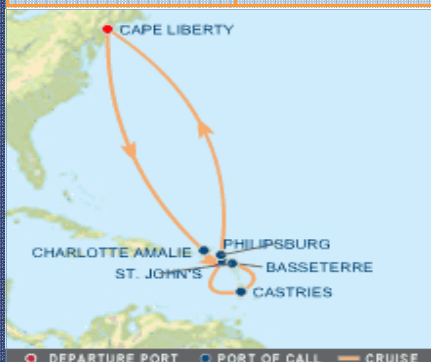 CAPE LIBERTY
PHILIPSBURG
CHARLOTTE AMALIE
ST. JOHN'S
BASSETERRE
CASTRIES
DEPARTURE PORT PORT OF CALL CRUISE